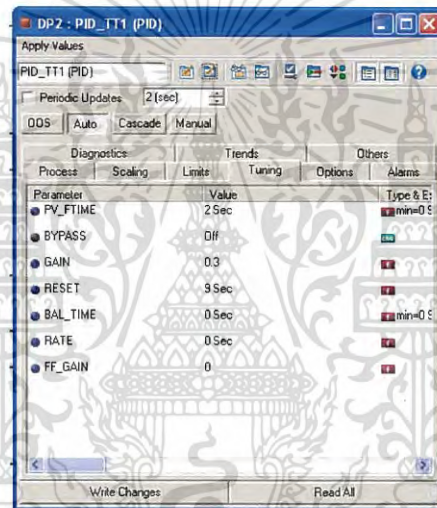 DP2 : PID_TT1 (PID)
Apply Values
PID_TT1 (PID)
Periodic Updates 2 (sec)
OOS Auto Cascade Manual
Diagnostics Trends Others
Process Scaling Limits Tuning Options Alarms
Parameter Value Type & E
PV_FTIME 2 Sec min=0 S
BYPASS Off
GAIN 0.3
RESET 9 Sec
BAL_TIME 0 Sec min=0 S
RATE 0 Sec
FF_GAIN 0
Write Changes Read All